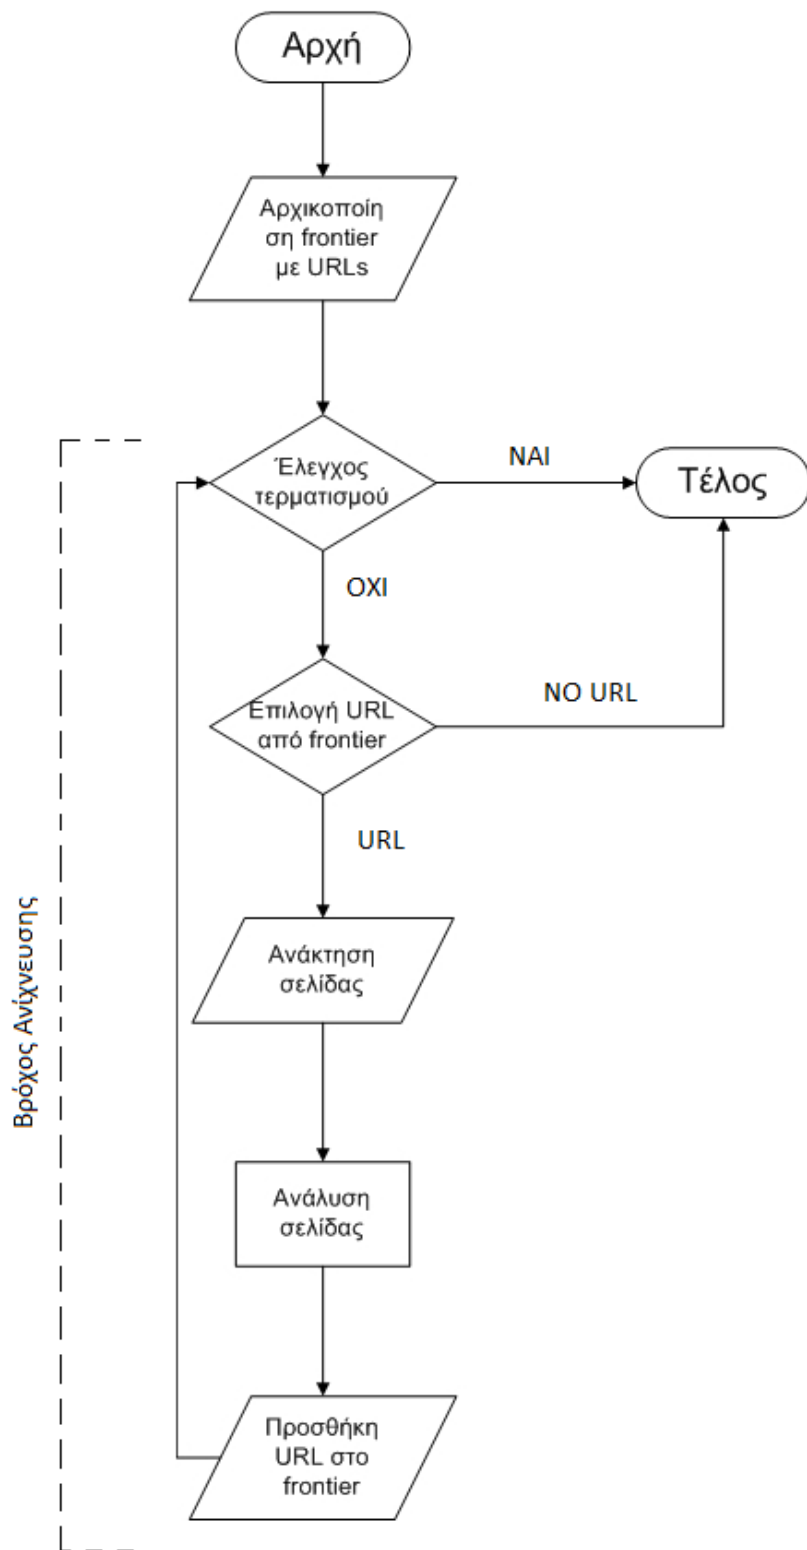 Αρχή
Αρχικοποίη
ση frontier
με URLs
Έλεγχος
τερματισμού
ΝΑΙ
Τέλος
ΟΧΙ
Επιλογή URL
από frontier
NO URL
URL
Ανάκτηση
σελίδας
Βρόχος Ανίχνευσης
Ανάλυση
σελίδας
Προσθήκη
URL στο
frontier